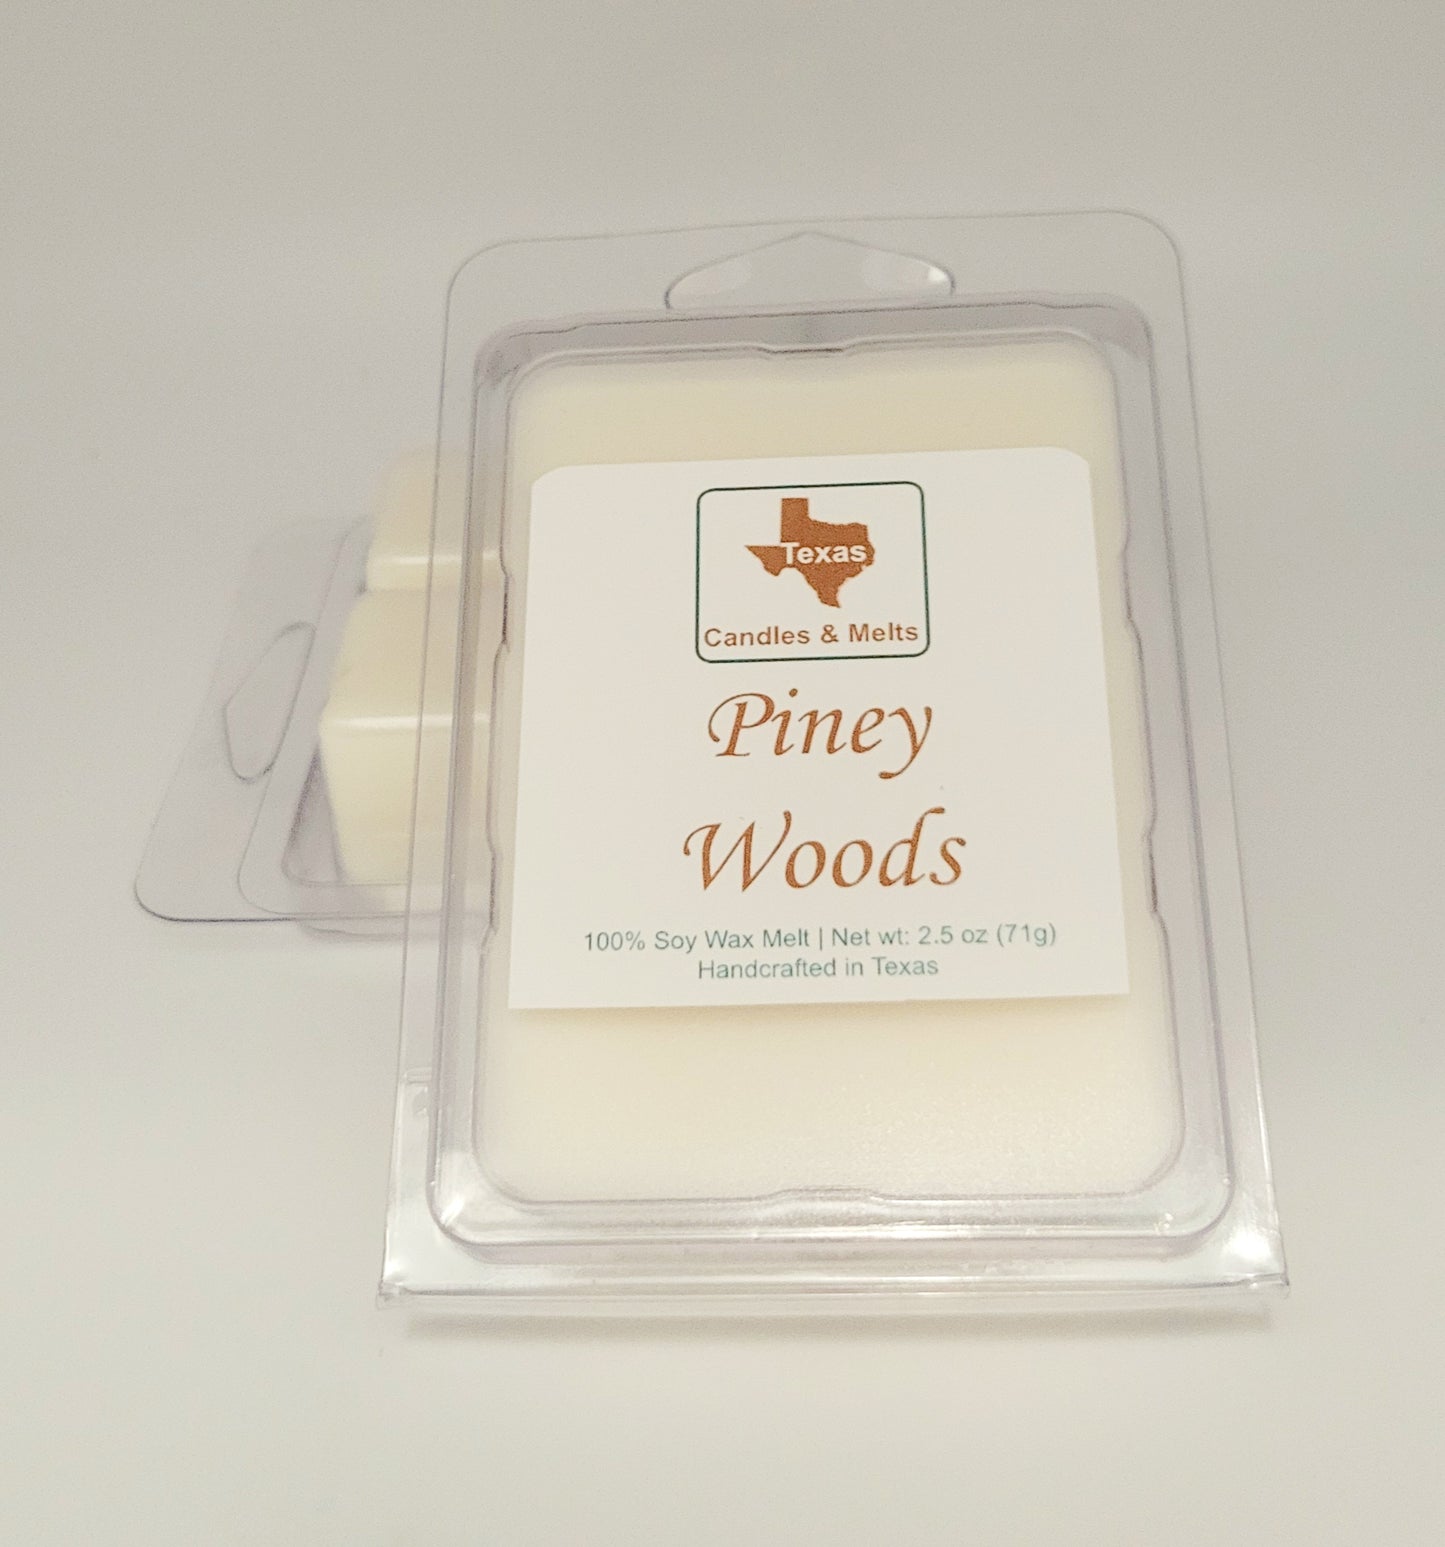 Texas
Candles & Melts
Piney
Woods
100% Soy Wax Melt | Net wt: 2.5 oz (71g)
Handcrafted in Texas